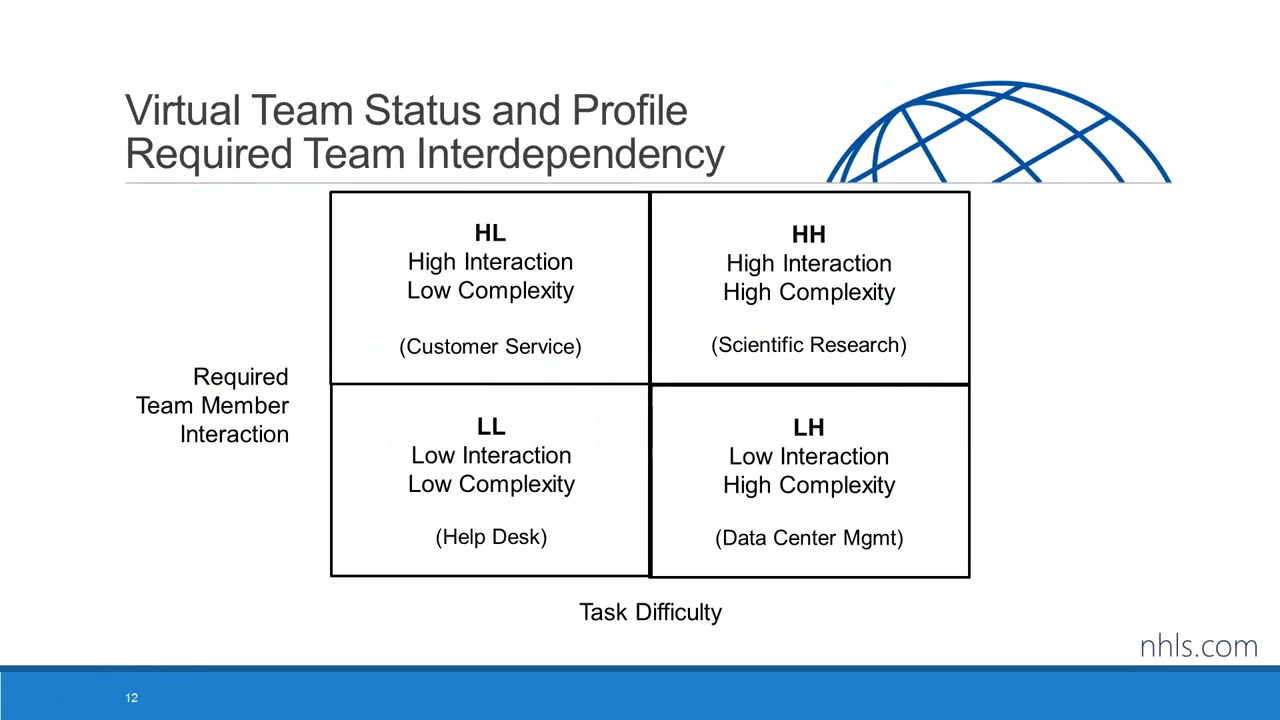 Virtual Team Status and Profile
Required Team Interdependency
HL
High Interaction
Low Complexity
(Customer Service)
HH
High Interaction
High Complexity
(Scientific Research)
Required
Team Member
Interaction
LL
Low Interaction
Low Complexity
(Help Desk)
LH
Low Interaction
High Complexity
(Data Center Mgmt)
Task Difficulty
nhls.com
12